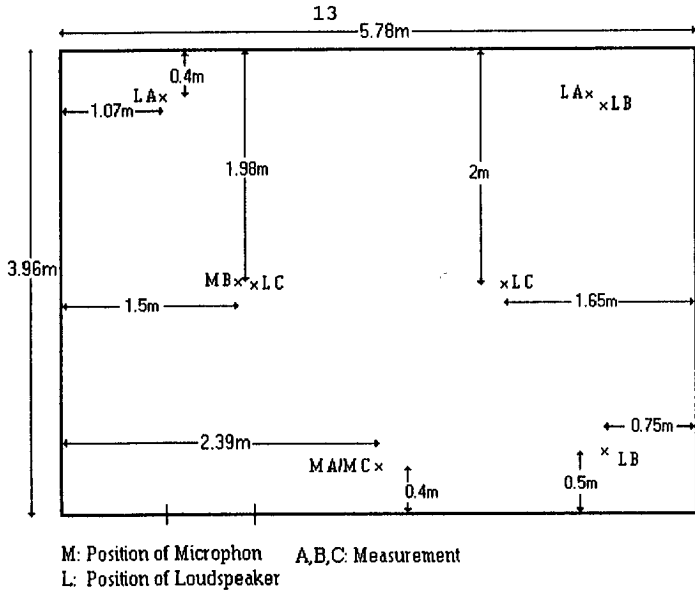 13
5.78m
0.4m
LA×
1.07m
LA×
×LB
1.98m
2m
3.96m
MB×
×LC
×LC
1.5m
1.65m
0.75m
2.39m
MA/MC×
0.4m
0.5m
×LB
M: Position of Microphon A,B,C: Measurement
L: Position of Loudspeaker